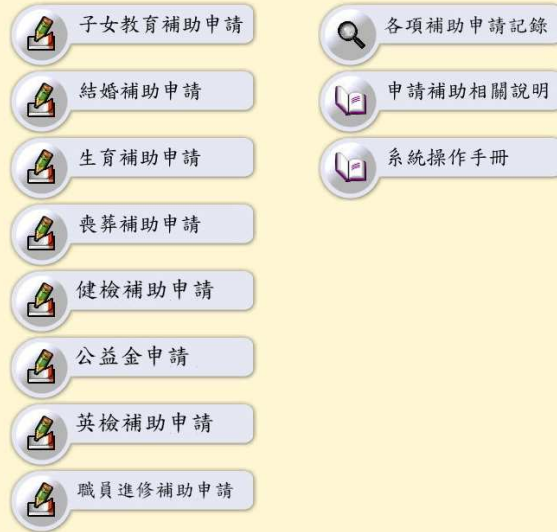 子女教育補助申請
結婚補助申請
生育補助申請
喪葬補助申請
健檢補助申請
公益金申請
英檢補助申請
職員進修補助申請
各項補助申請記錄
申請補助相關說明
系統操作手冊